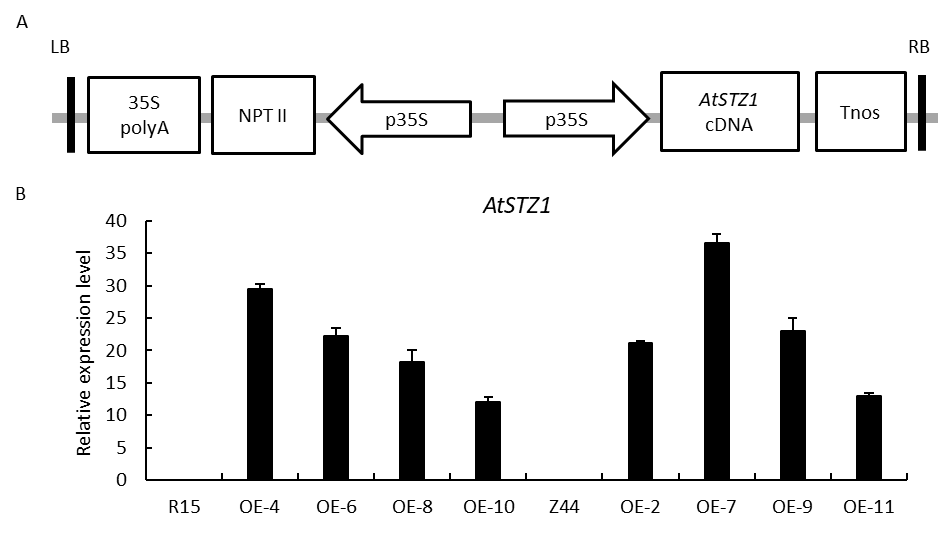 A
LB
RB
35S
polyA
NPT II
p35S
p35S
AtSTZ1
cDNA
Tnos
B
AtSTZ1
Relative expression level
40
35
30
25
20
15
10
5
0
R15 OE-4 OE-6 OE-8 OE-10 Z44 OE-2 OE-7 OE-9 OE-11